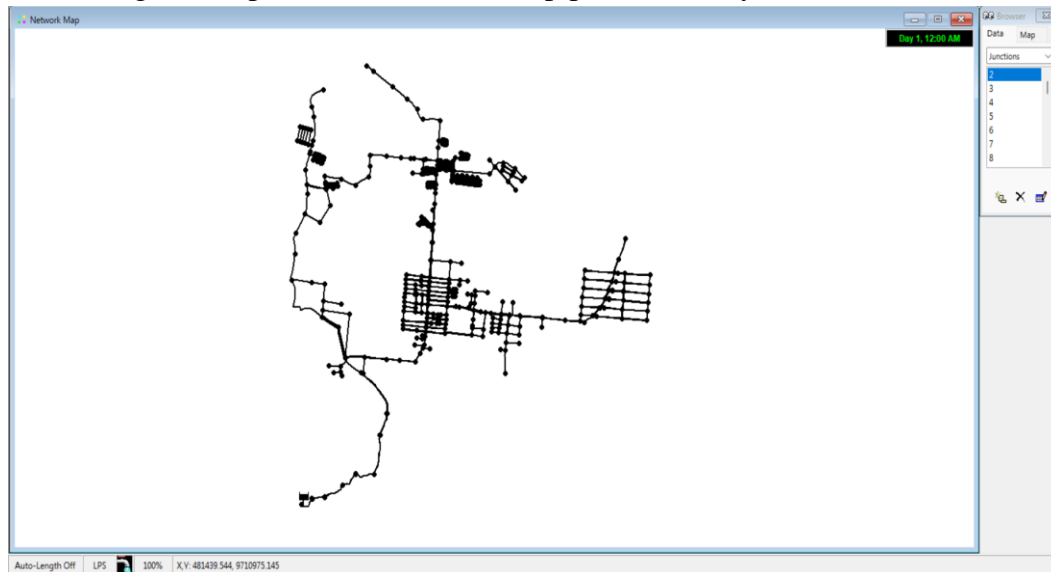 Network Map
Day 1, 12:00 AM
Browser
Data Map
Junctions
2
3
4
5
6
7
8
Auto-Length Off LPS 100% X,Y: 481439.544, 9710975.145